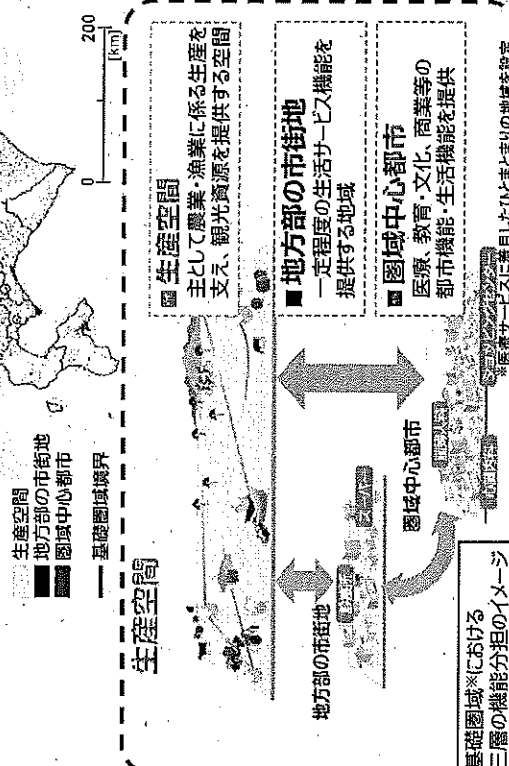 生産空間
地方部の市街地
圏域中心都市
基礎圏域境界
0
200
[km]
生産空間
生産空間
主として農業・漁業に係る生産を
支え、観光資源を提供する空間
■地方部の市街地
一定程度の生活サービス機能を
提供する地域
圏域中心都市
医療、教育・文化、商業等の
都市機能・生活機能を提供
地方部の市街地
スーパー
圏域中心都市
基礎圏域※における
三層の機能分担のイメージ
※医療サービスに着目したひとまとまりの地域を設定